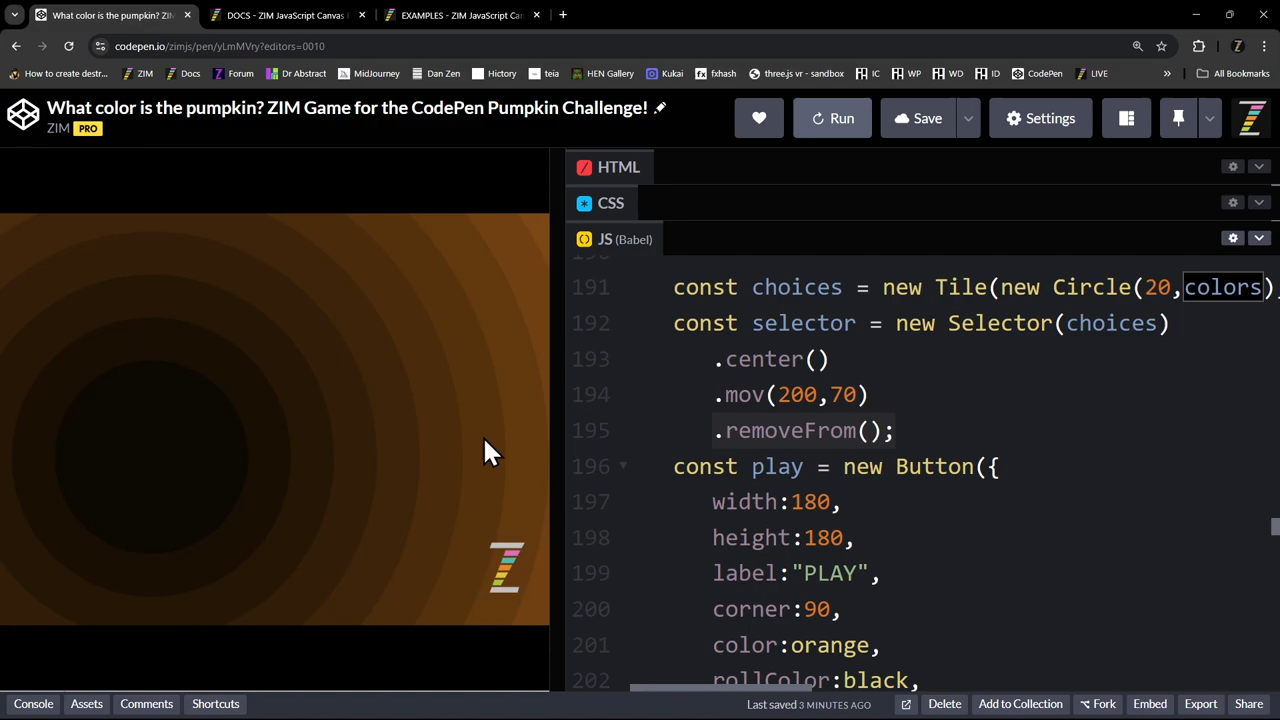 What color is the pumpkin? ZIM
DOCS - ZIM JavaScript Canvas
EXAMPLES - ZIM JavaScript Can
codepen.io/zimjs/pen/yLmMVry?editors=0010
How to create destr...
ZIM
Docs
Forum
Dr Abstract
MidJourney
Dan Zen
Hictory
teia
HEN Gallery
Kukai
fxhash
three.js vr - sandbox
IC
WP
WD
ID
CodePen
LIVE
»
All Bookmarks
What color is the pumpkin? ZIM Game for the CodePen Pumpkin Challenge!
ZIM PRO
Run
Save
Settings
HTML
CSS
JS (Babel)
191 const choices = new Tile(new Circle(20,colors)
192 const selector = new Selector(choices)
193 .center()
194 .mov(200,70)
195 .removeFrom();
196 const play = new Button({
197 width:180,
198 height:180,
199 label:"PLAY",
200 corner:90,
201 color:orange,
202 rollColor:black,
Console
Assets
Comments
Shortcuts
Last saved 3 MINUTES AGO
Delete
Add to Collection
Fork
Embed
Export
Share